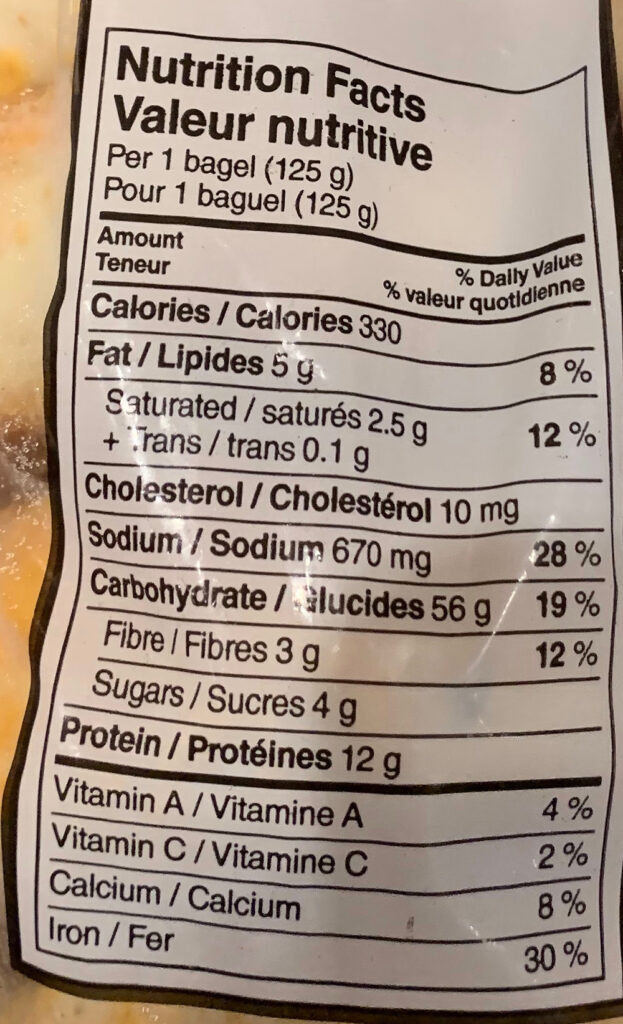 Nutrition Facts
Valeur nutritive
Per 1 bagel (125 g)
Pour 1 baguel (125 g)
Amount
Teneur
% Daily Value
% valeur quotidienne
Calories / Calories 330
Fat / Lipides 5 g 8 %
Saturated / saturés 2.5 g
+ Trans / trans 0.1 g 12 %
Cholesterol / Cholestérol 10 mg
Sodium / Sodium 670 mg 28 %
Carbohydrate / Glucides 56 g 19 %
Fibre / Fibres 3 g 12 %
Sugars / Sucres 4 g
Protein / Protéines 12 g
Vitamin A / Vitamine A 4 %
Vitamin C / Vitamine C 2 %
Calcium / Calcium 8 %
Iron / Fer 30 %